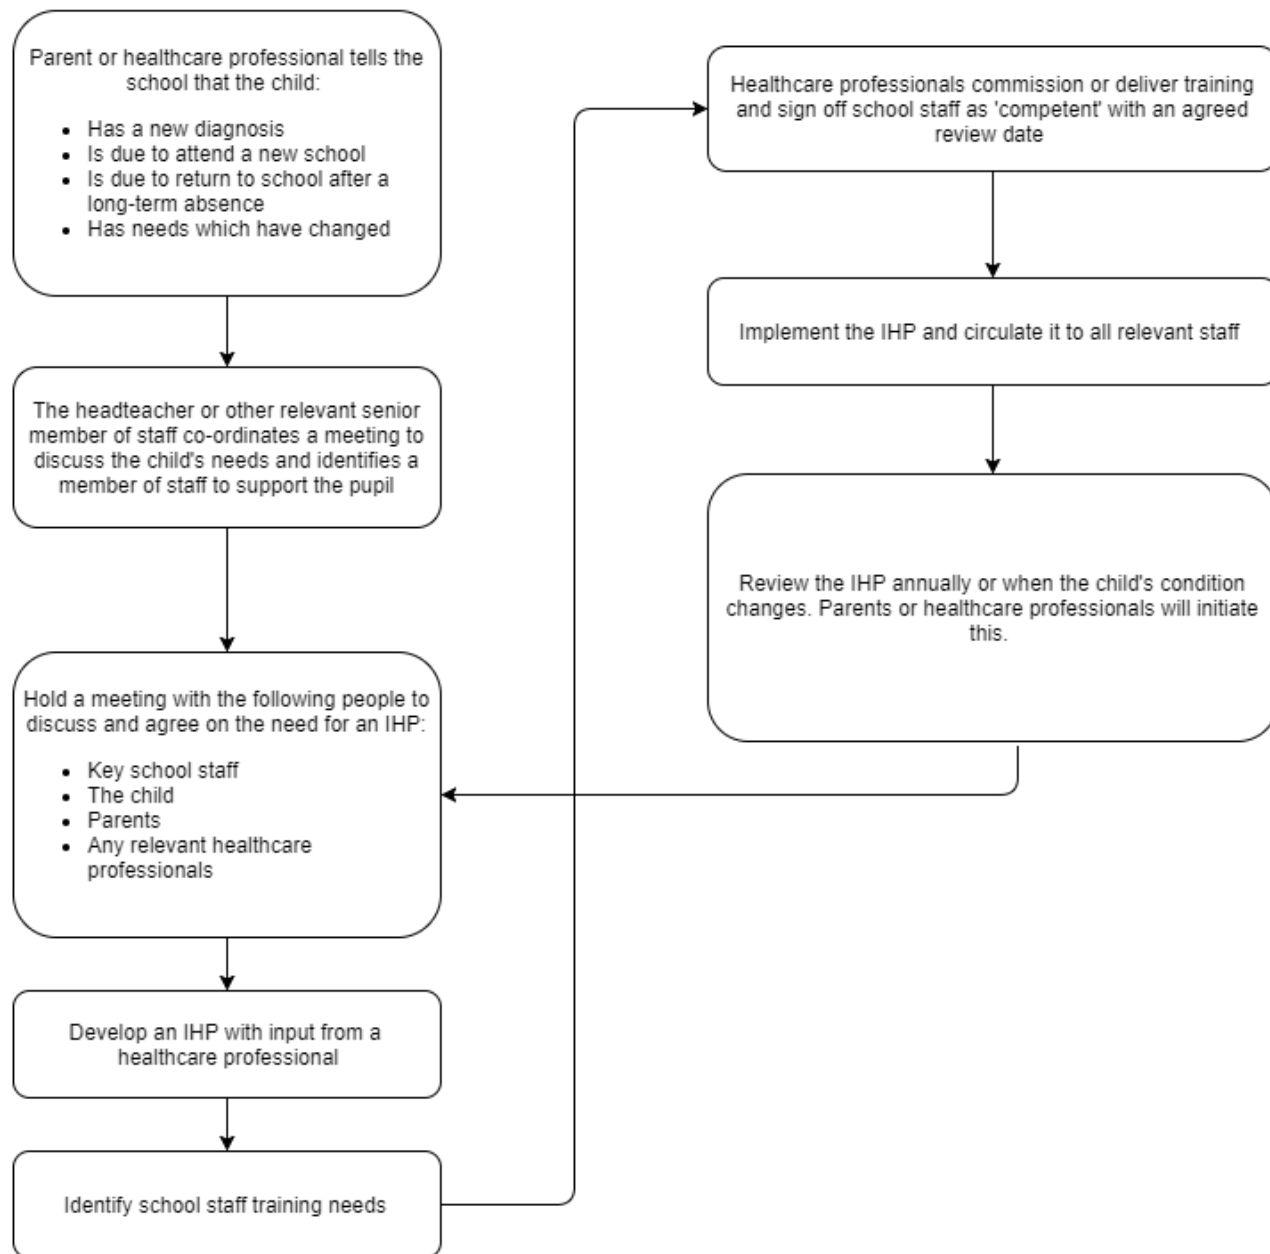 Parent or healthcare professional tells the
school that the child:
• Has a new diagnosis
• Is due to attend a new school
• Is due to return to school after a
long-term absence
• Has needs which have changed
The headteacher or other relevant senior
member of staff co-ordinates a meeting to
discuss the child's needs and identifies a
member of staff to support the pupil
Hold a meeting with the following people to
discuss and agree on the need for an IHP:
• Key school staff
• The child
• Parents
• Any relevant healthcare
professionals
Develop an IHP with input from a
healthcare professional
Identify school staff training needs
Healthcare professionals commission or deliver training
and sign off school staff as 'competent' with an agreed
review date
Implement the IHP and circulate it to all relevant staff
Review the IHP annually or when the child's condition
changes. Parents or healthcare professionals will initiate
this.